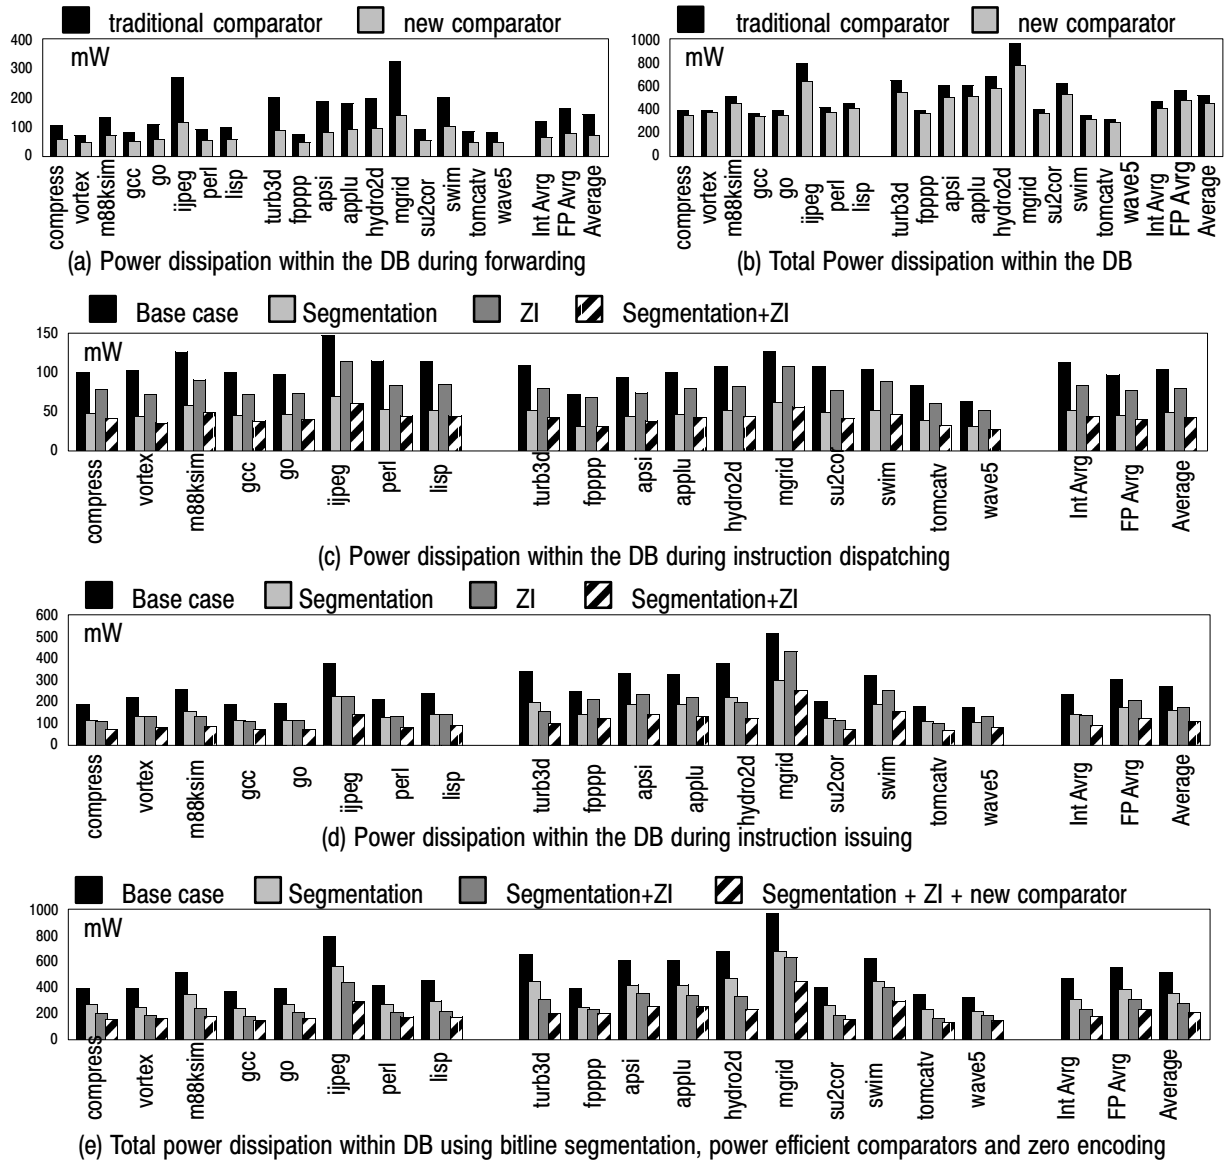 traditional comparator new comparator
400
300
200
100
0
mW
compress vortex m88ksim gcc go ijpeg perl lisp turb3d fpppp apsi applu hydro2d mgrid su2cor swim tomcatv wave5 Int Avrg FP Avrg Average
(a) Power dissipation within the DB during forwarding
traditional comparator new comparator
1000
800
600
400
200
0
mW
compress vortex m88ksim gcc go ijpeg perl lisp turb3d fpppp apsi applu hydro2d mgrid su2cor swim tomcatv wave5 Int Avrg FP Avrg Average
(b) Total Power dissipation within the DB
Base case Segmentation ZI Segmentation+ZI
150
100
50
0
mW
compress vortex m88ksim gcc go ijpeg perl lisp turb3d fpppp apsi applu hydro2d mgrid su2cor swim tomcatv wave5 Int Avrg FP Avrg Average
(c) Power dissipation within the DB during instruction dispatching
Base case Segmentation ZI Segmentation+ZI
600
500
400
300
200
100
0
mW
compress vortex m88ksim gcc go ijpeg perl lisp turb3d fpppp apsi applu hydro2d mgrid su2cor swim tomcatv wave5 Int Avrg FP Avrg Average
(d) Power dissipation within the DB during instruction issuing
Base case Segmentation Segmentation+ZI Segmentation + ZI + new comparator
1000
800
600
400
200
0
mW
compress vortex m88ksim gcc go ijpeg perl lisp turb3d fpppp apsi applu hydro2d mgrid su2cor swim tomcatv wave5 Int Avrg FP Avrg Average
(e) Total power dissipation within DB using bitline segmentation, power efficient comparators and zero encoding